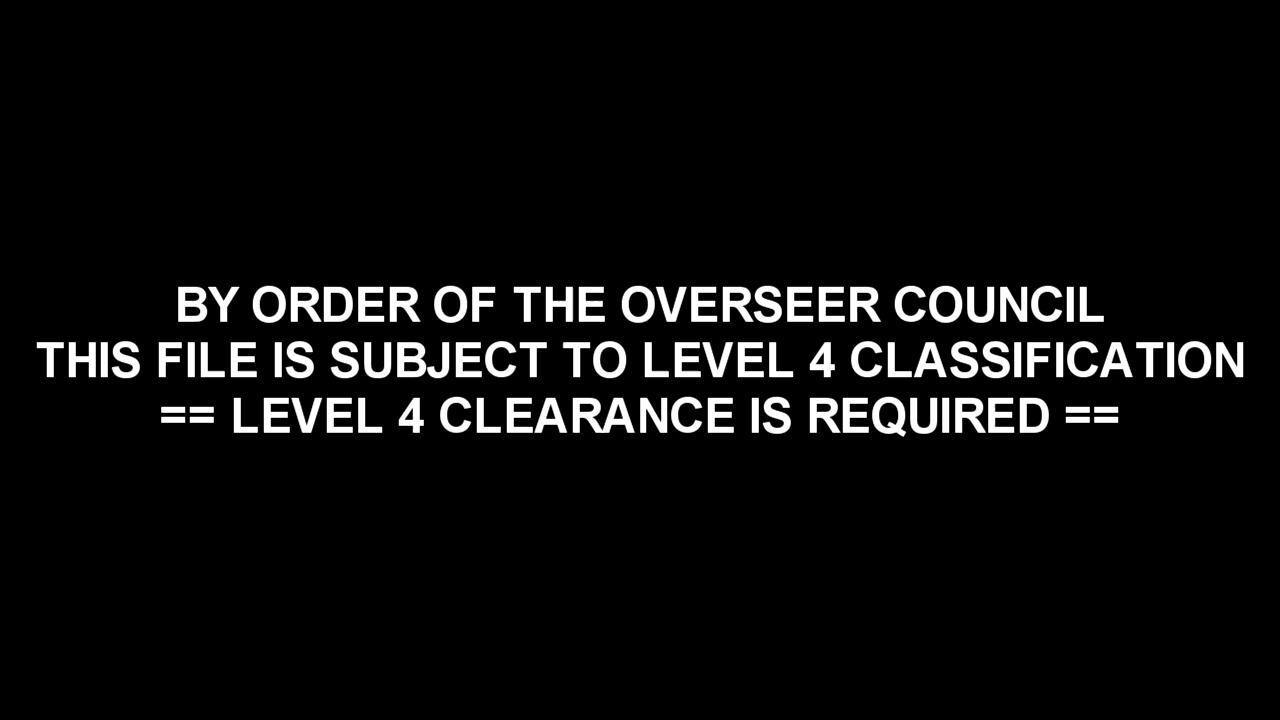 BY ORDER OF THE OVERSEER COUNCIL
THIS FILE IS SUBJECT TO LEVEL 4 CLASSIFICATION
== LEVEL 4 CLEARANCE IS REQUIRED ==